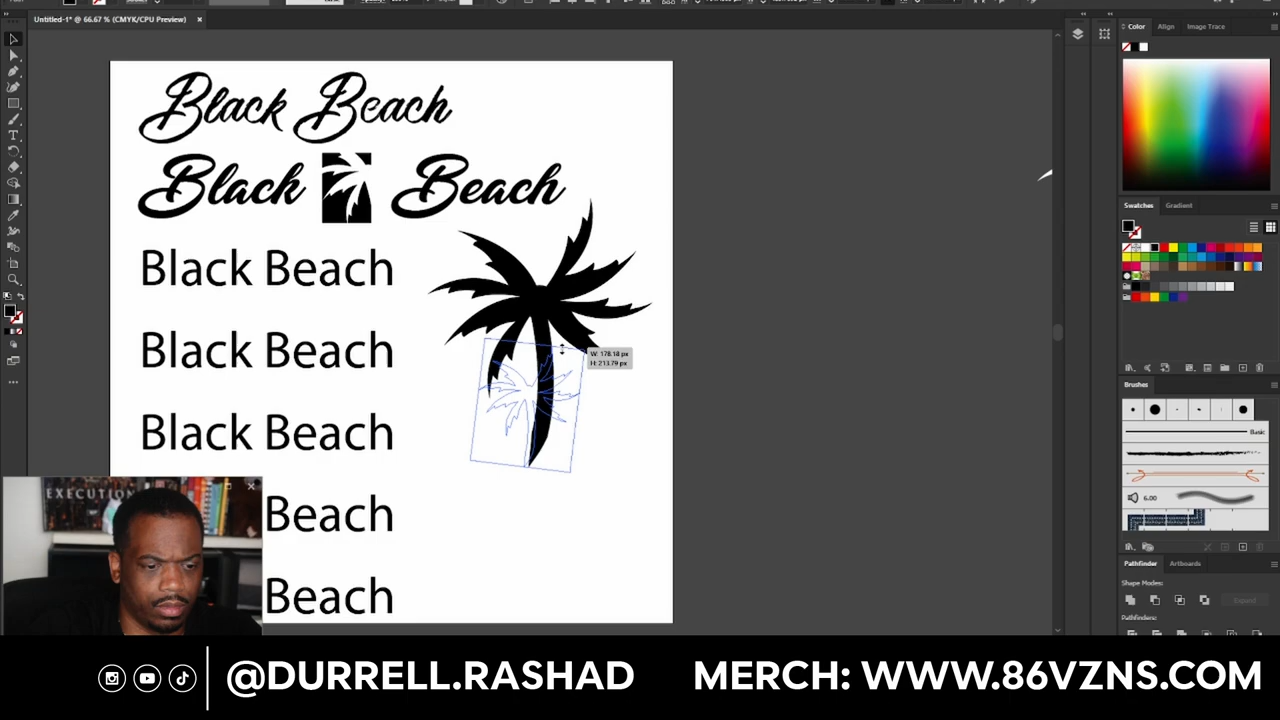 Untitled-1* @ 66.67 % (CMYK/CPU Preview)
×
Color
Align
Image Trace
Black Beach
Black Beach
Black Beach
Black Beach
Black Beach
Beach
Beach
W: 178.18 px
H: 213.79 px
Swatches
Gradient
Brushes
Basic
6.00
Pathfinder
Artboards
Shape Modes:
Expand
Pathfinders:
EXECUTION
@DURRELL.RASHAD
MERCH: WWW.86VZNS.COM